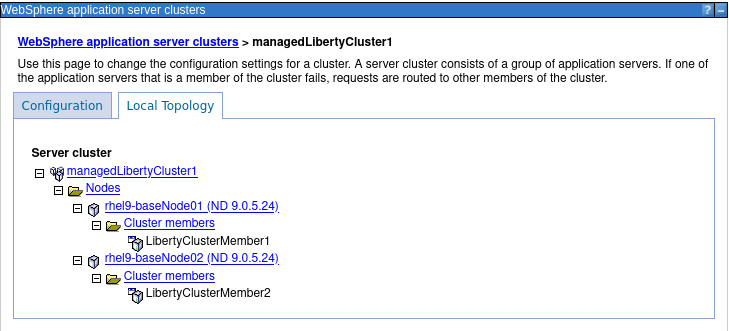 WebSphere application server clusters ? –
WebSphere application server clusters > managedLibertyCluster1
Use this page to change the configuration settings for a cluster. A server cluster consists of a group of application servers. If one of
the application servers that is a member of the cluster fails, requests are routed to other members of the cluster.
Configuration Local Topology
Server cluster
managedLibertyCluster1
Nodes
rhel9-baseNode01 (ND 9.0.5.24)
Cluster members
LibertyClusterMember1
rhel9-baseNode02 (ND 9.0.5.24)
Cluster members
LibertyClusterMember2